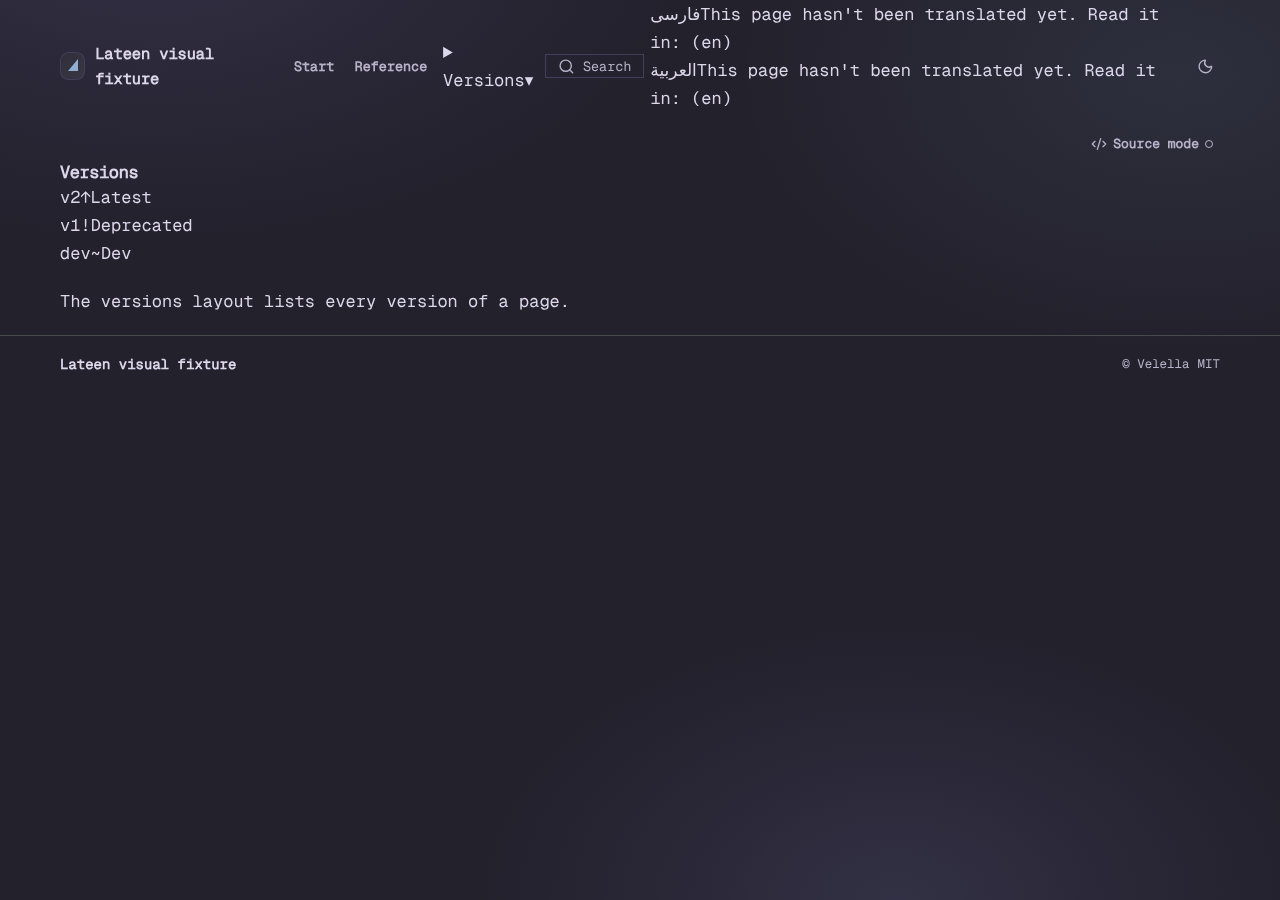 Lateen visual
fixture
Start
Reference
Versions▾
Search
فارسیThis page hasn't been translated yet. Read it
in: (en)
العربيةThis page hasn't been translated yet. Read it
in: (en)
Source mode
Versions
v2↑Latest
v1!Deprecated
dev~Dev
The versions layout lists every version of a page.
Lateen visual fixture
© Velella MIT